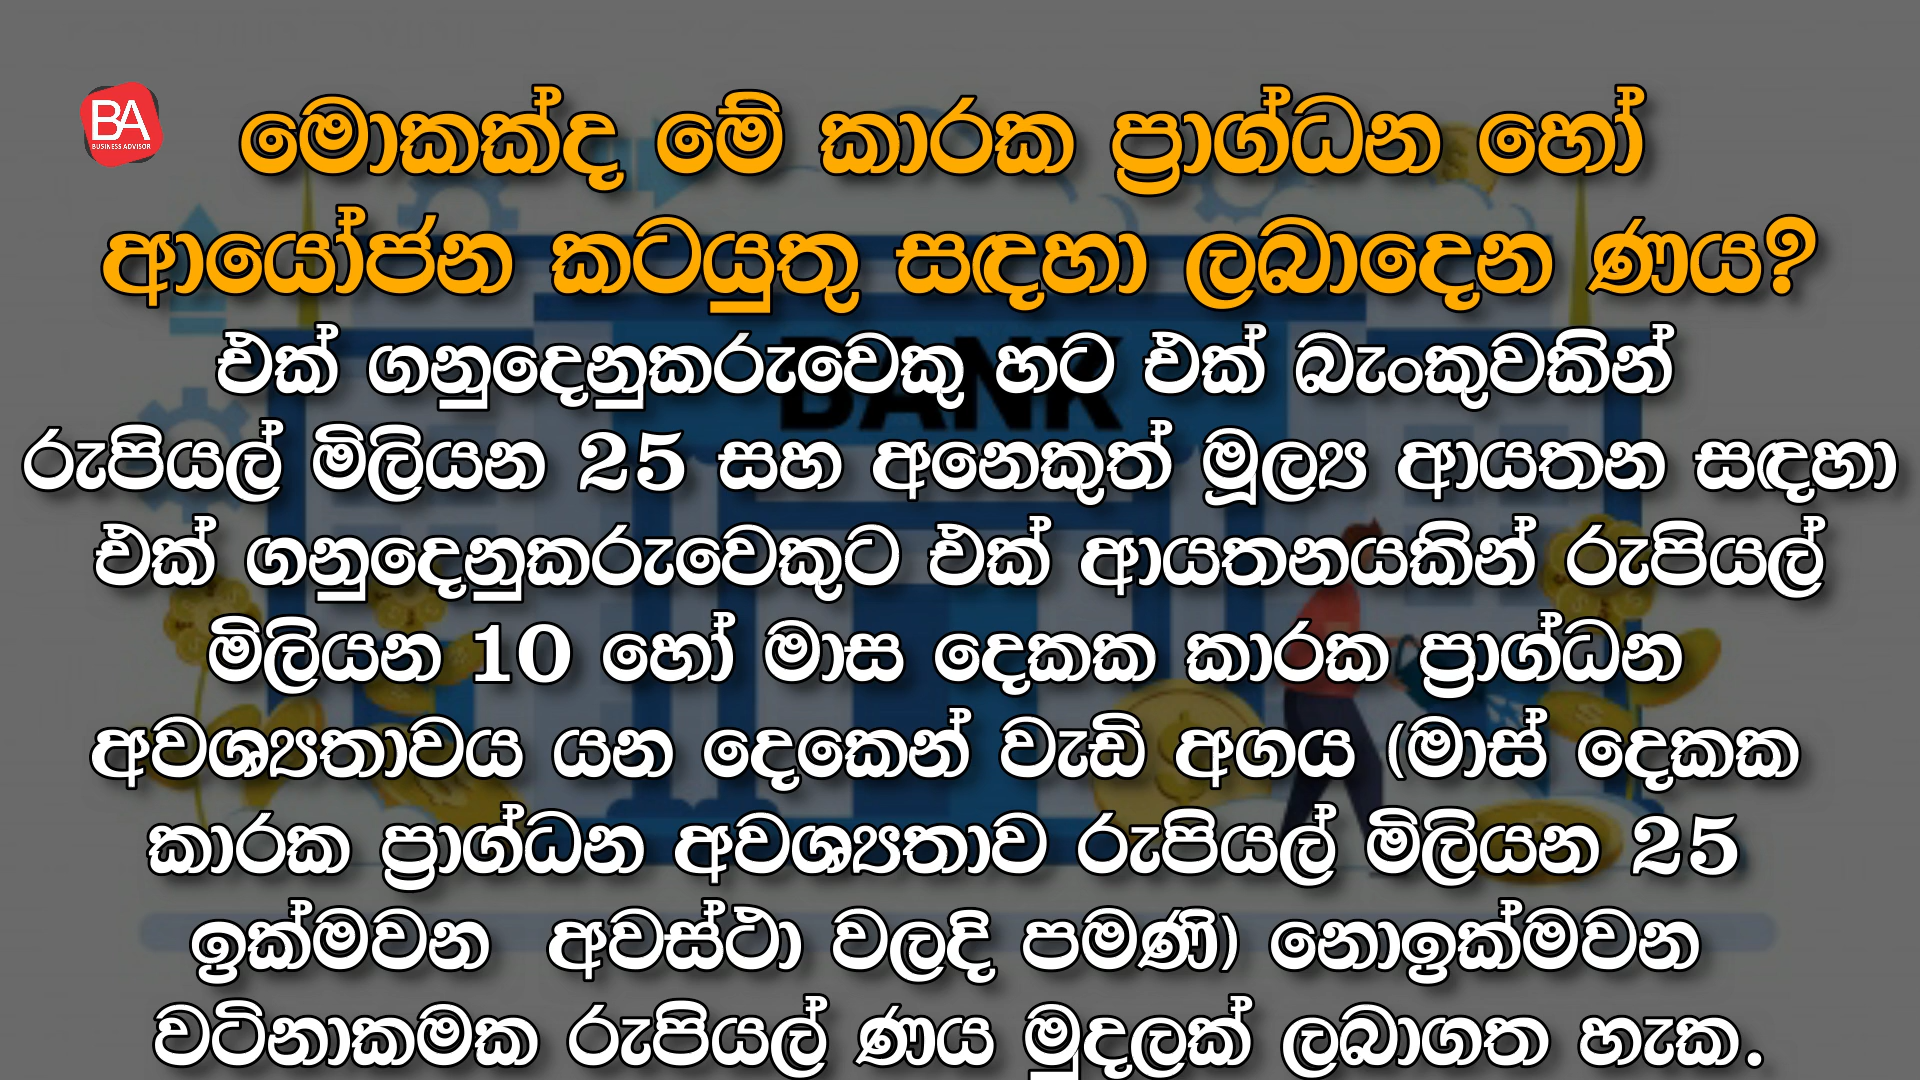 BA
BUSINESS ADVISOR
මොකක්ද මේ කාරක ප්‍රාග්ධන හෝ
ආයෝජන කටයුතු සඳහා ලබාදෙන ණය?
එක් ගනුදෙනුකරුවෙකු හට එක් බැංකුවකින්
රුපියල් මිලියන 25 සහ අනෙකුත් මූල්‍ය ආයතන සඳහා
එක් ගනුදෙනුකරුවෙකුට එක් ආයතනයකින් රුපියල්
මිලියන 10 හෝ මාස දෙකක කාරක ප්‍රාග්ධන
අවශ්‍යතාවය යන දෙකෙන් වැඩි අගය (මාස් දෙකක
කාරක ප්‍රාග්ධන අවශ්‍යතාව රුපියල් මිලියන 25
ඉක්මවන  අවස්ථා වලදි පමණි) නොඉක්මවන
වටිනාකමක රුපියල් ණය මුදලක් ලබාගත හැක.
BANK